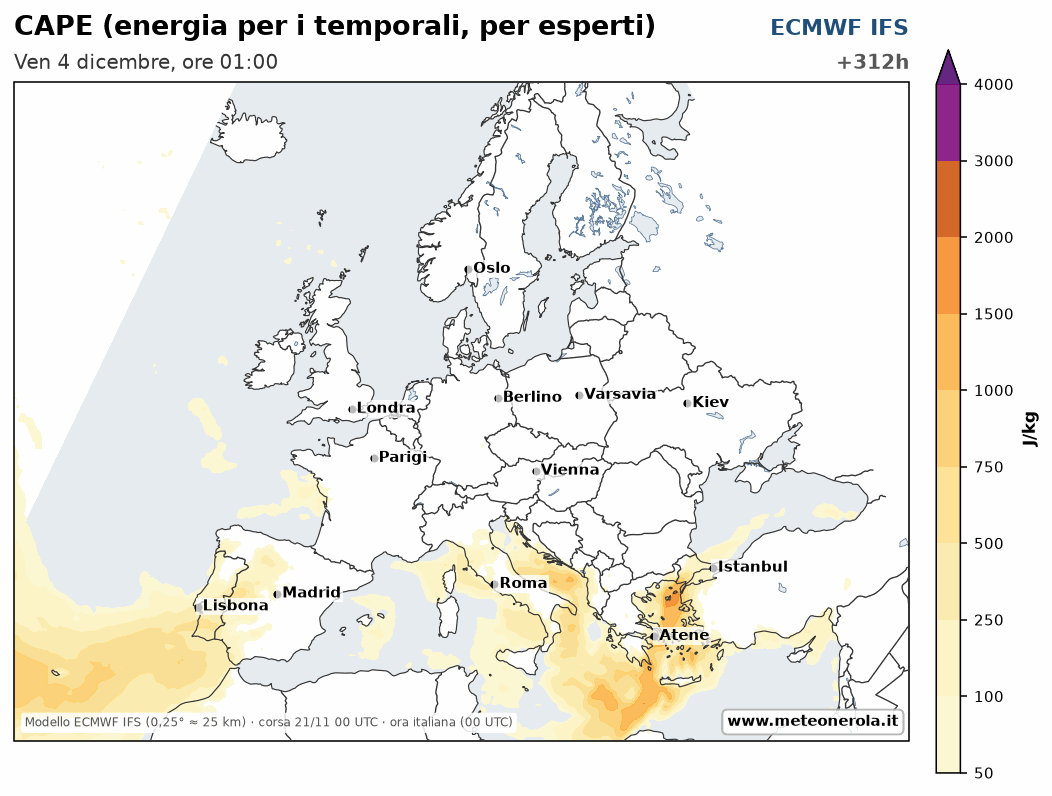 CAPE (energia per i temporali, per esperti)
ECMWF IFS
Ven 4 dicembre, ore 01:00
+312h
4000
3000
2000
1500
1000
750
500
250
100
50
J/kg
Oslo
Londra
Berlino
Varsavia
Kiev
Parigi
Vienna
Istanbul
Roma
Madrid
Lisbona
Atene
Modello ECMWF IFS (0,25° ≈ 25 km) · corsa 21/11 00 UTC · ora italiana (00 UTC)
www.meteonerola.it